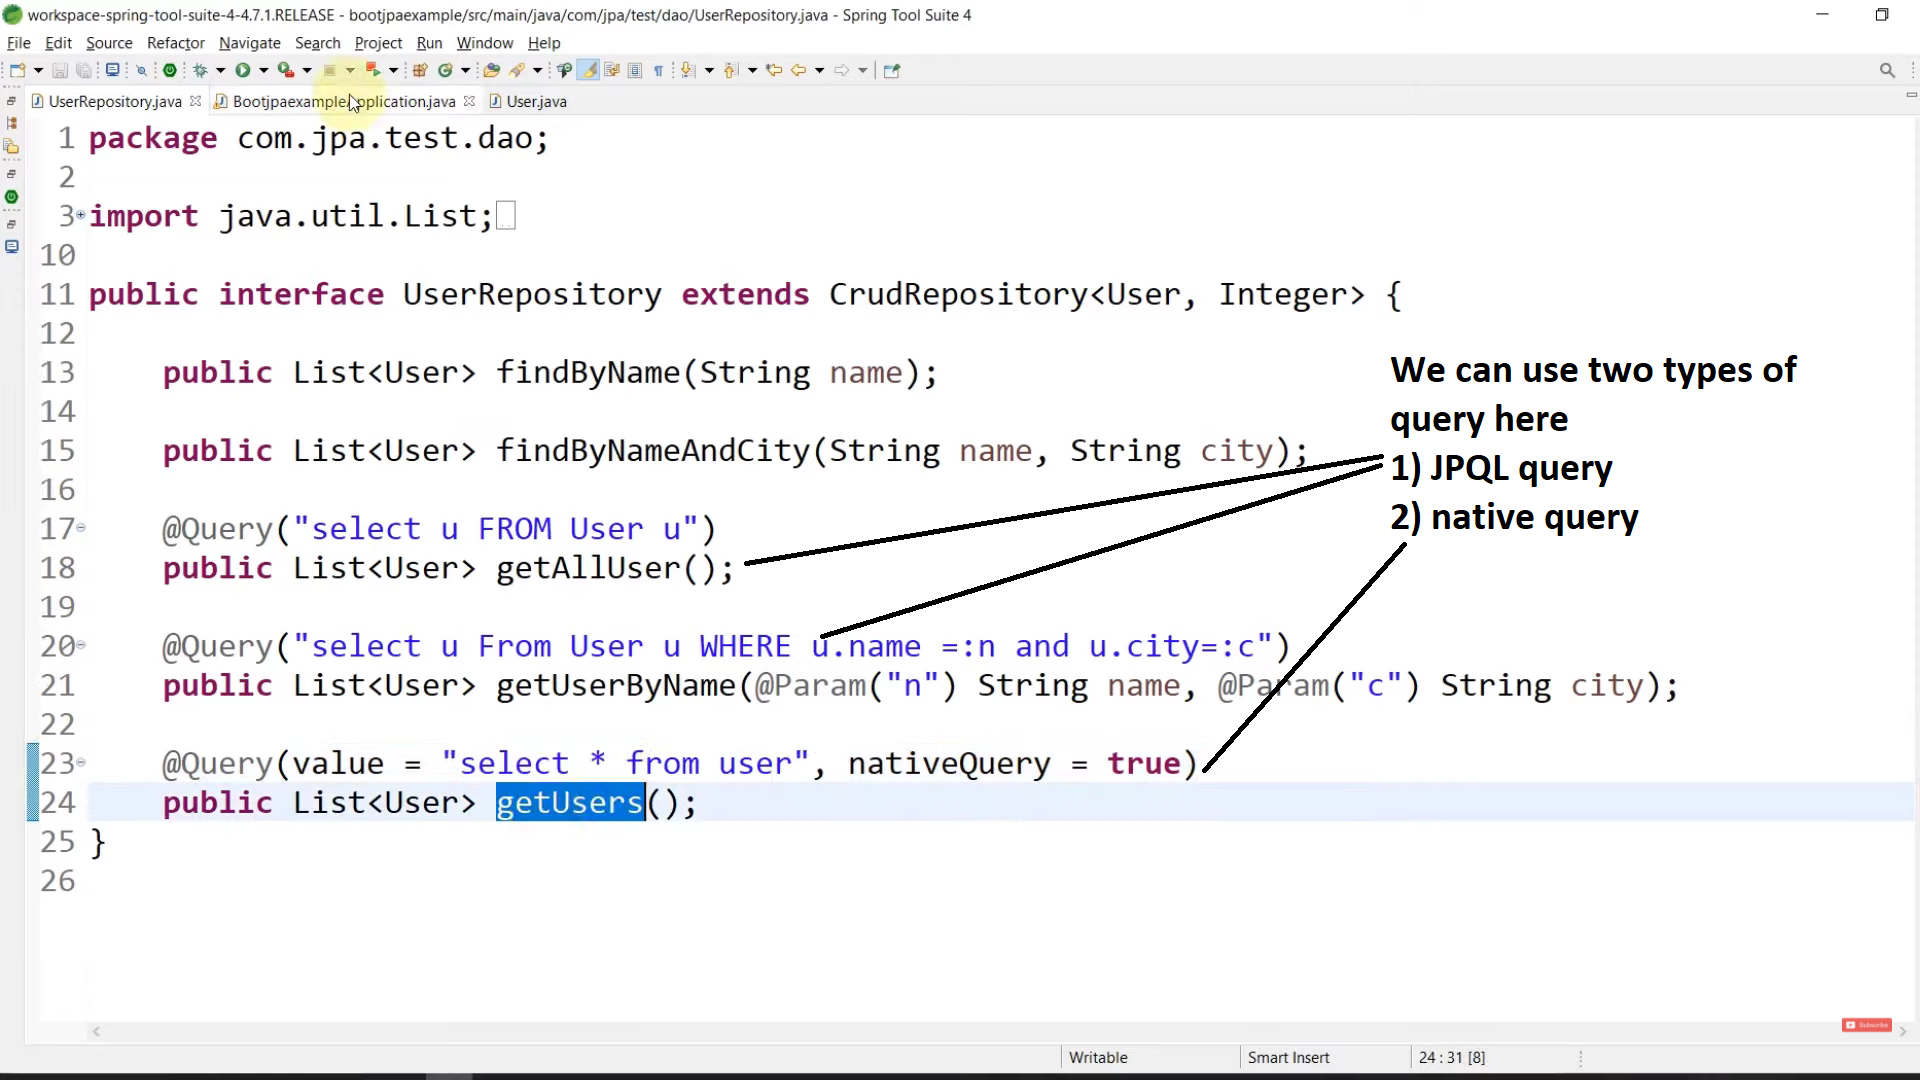 workspace-spring-tool-suite-4-4.7.1.RELEASE - bootjpaexample/src/main/java/com/jpa/test/dao/UserRepository.java - Spring Tool Suite 4
File Edit Source Refactor Navigate Search Project Run Window Help
UserRepository.java BootjpaexampleApplication.java User.java
1 package com.jpa.test.dao;
2
3 import java.util.List;
10
11 public interface UserRepository extends CrudRepository<User, Integer> {
12
13 public List<User> findByName(String name);
14
15 public List<User> findByNameAndCity(String name, String city);
16
17 @Query("select u FROM User u")
18 public List<User> getAllUser();
19
20 @Query("select u From User u WHERE u.name =:n and u.city=:c")
21 public List<User> getUserByName(@Param("n") String name, @Param("c") String city);
22
23 @Query(value = "select * from user", nativeQuery = true)
24 public List<User> getUsers();
25 }
26
We can use two types of
query here
1) JPQL query
2) native query
Subscribe
Writable Smart Insert 24 : 31 [8]